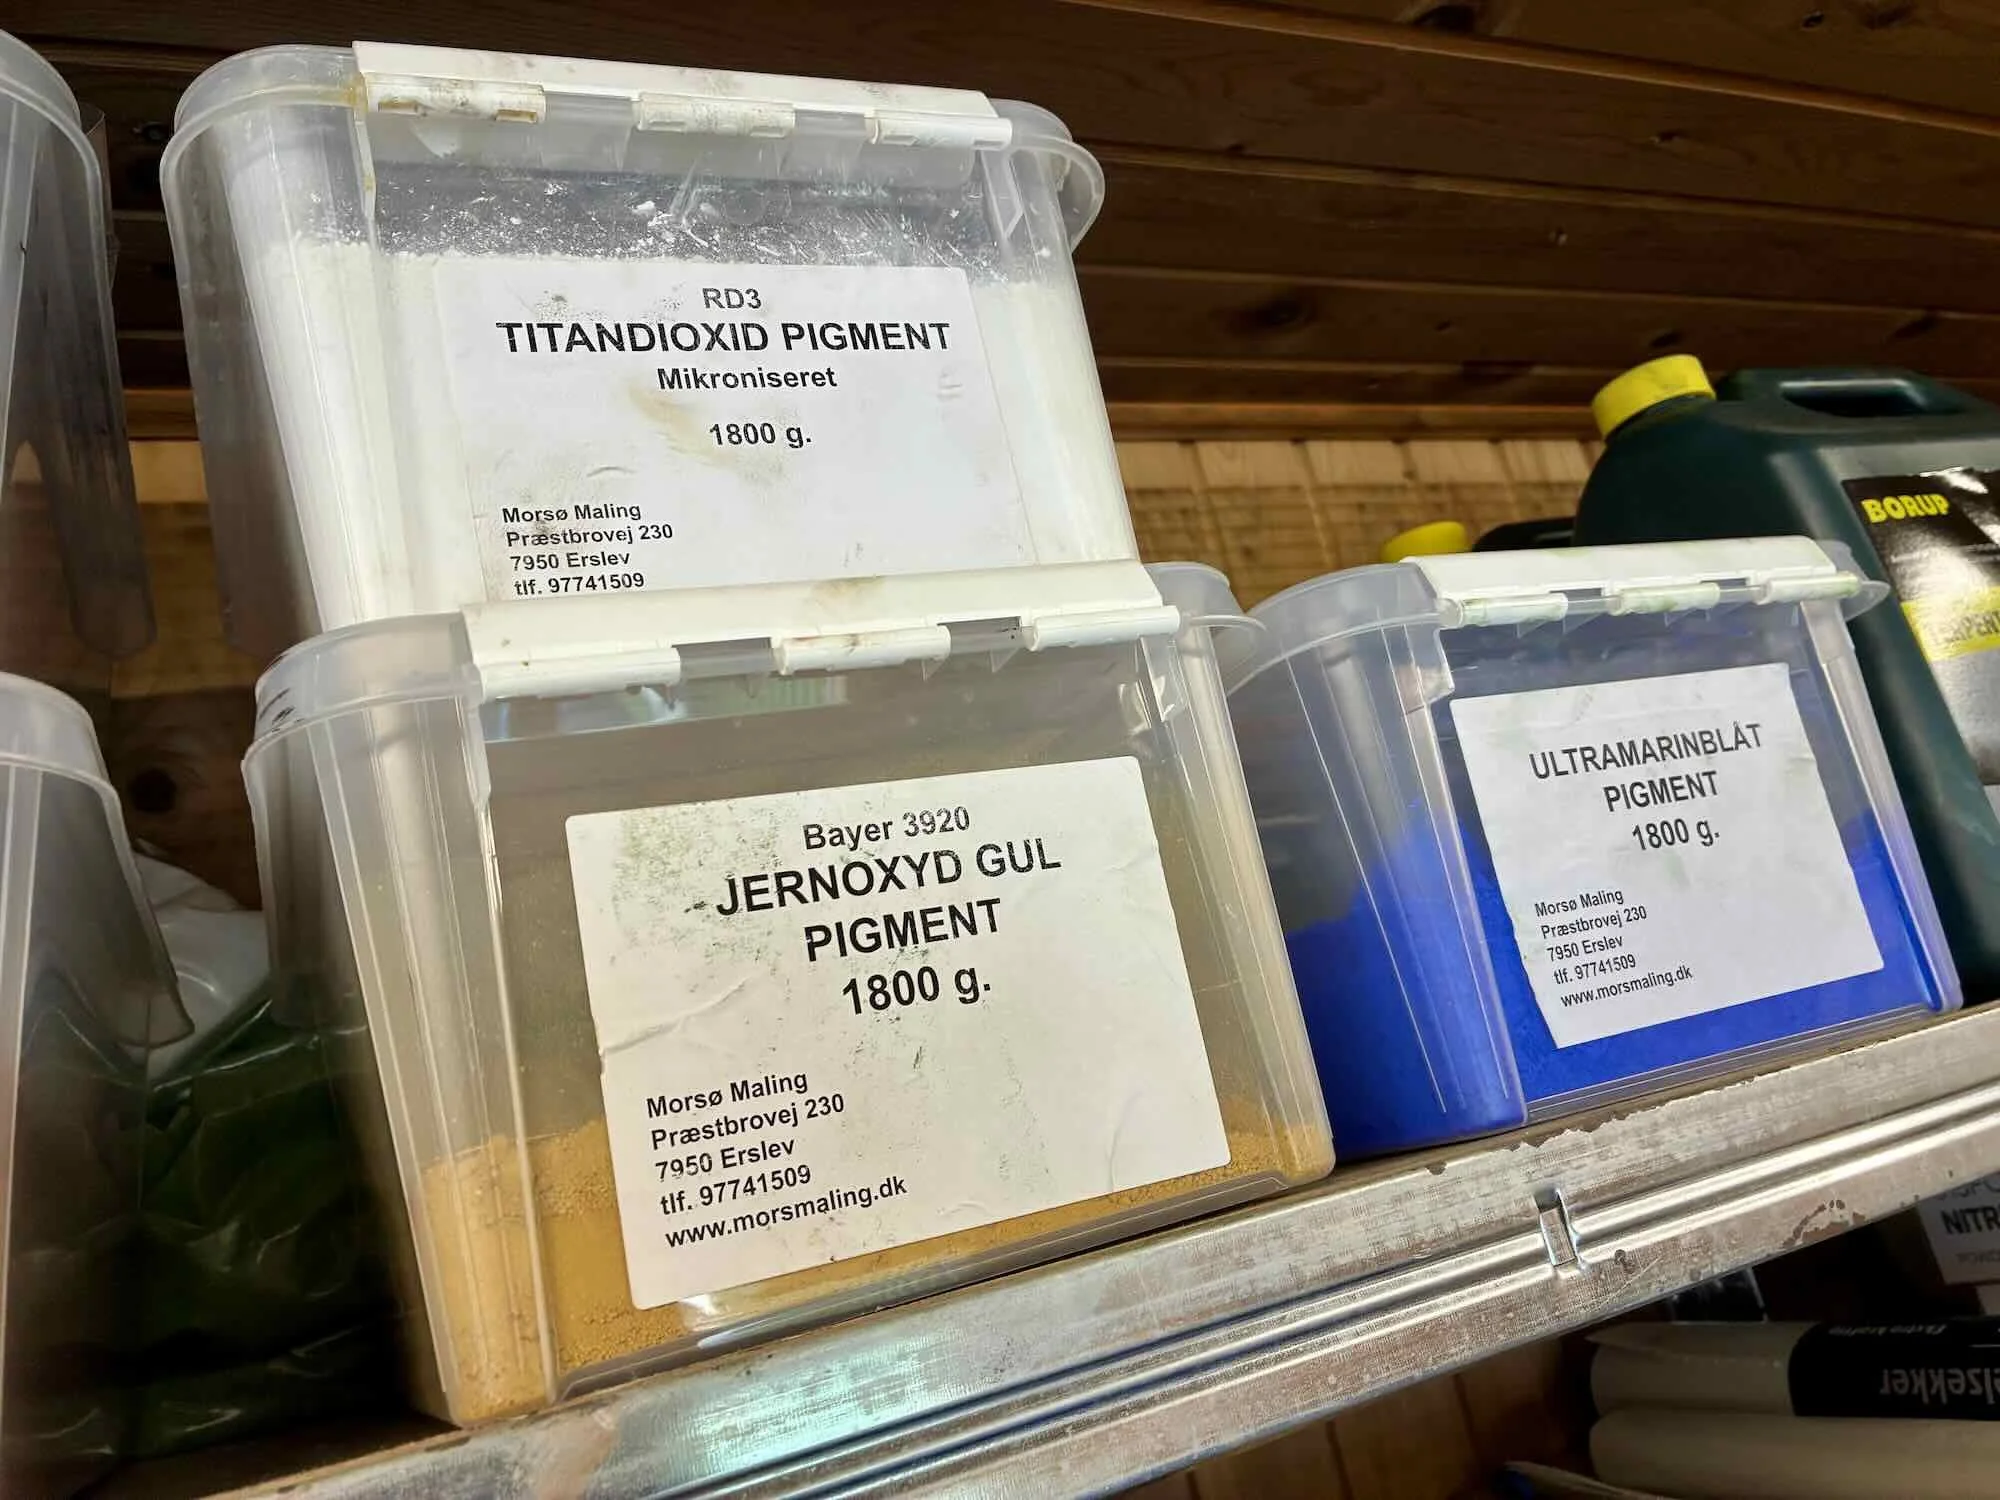 RD3
TITANDIOXID PIGMENT
Mikroniseret
1800 g.
Morsø Maling
Præstbrovej 230
7950 Erslev
tlf. 97741509
Bayer 3920
JERNOXYD GUL
PIGMENT
1800 g.
Morsø Maling
Præstbrovej 230
7950 Erslev
tlf. 97741509
www.morsmaling.dk
ULTRAMARINBLÅT
PIGMENT
1800 g.
Morsø Maling
Præstbrovej 230
7950 Erslev
tlf. 97741509
www.morsmaling.dk
BORUP